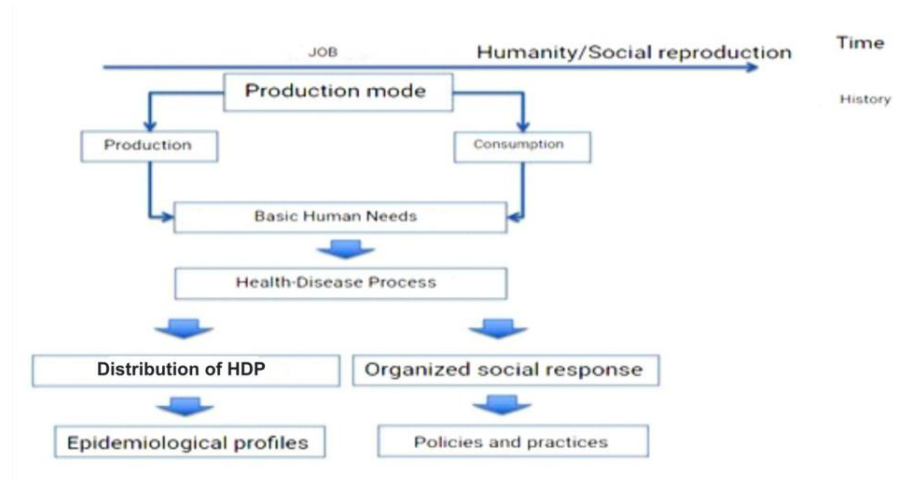 JOB
Humanity/Social reproduction
Time
Production mode
History
Production
Consumption
Basic Human Needs
Health-Disease Process
Distribution of HDP
Organized social response
Epidemiological profiles
Policies and practices